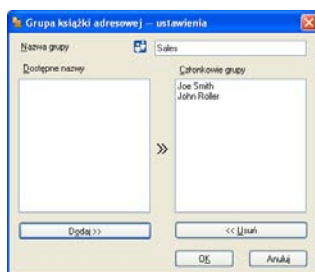 Grupa książki adresowej -- ustawienia
Nazwa grupy
Sales
Dostępne nazwy
Członkowie grupy
Joe Smith
John Roller
>>
Dodaj >>
<< Usuń
OK
Anuluj